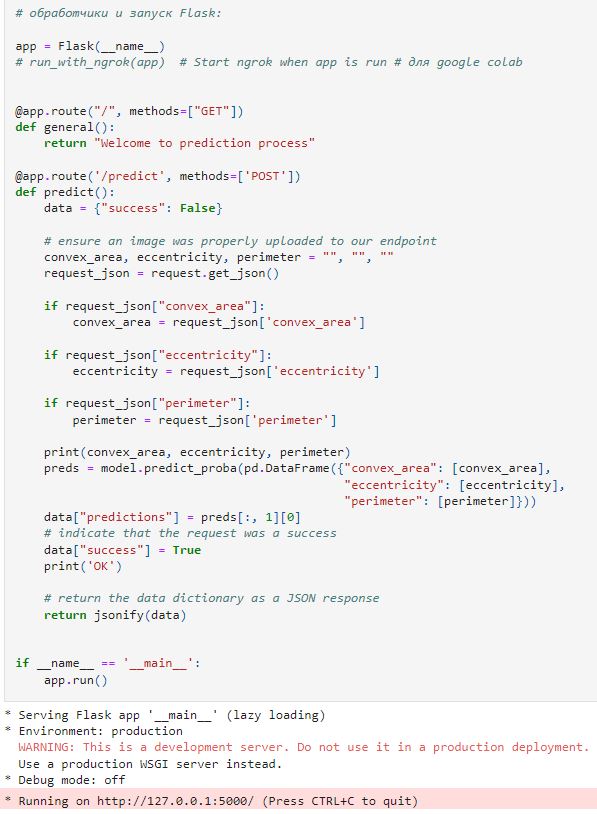 # обработчики и запуск Flask:
app = Flask(__name__)
# run_with_ngrok(app)  # Start ngrok when app is run # для google colab
@app.route("/", methods=["GET"])
def general():
    return "Welcome to prediction process"
@app.route('/predict', methods=['POST'])
def predict():
    data = {"success": False}
    # ensure an image was properly uploaded to our endpoint
    convex_area, eccentricity, perimeter = "", "", ""
    request_json = request.get_json()
    if request_json["convex_area"]:
        convex_area = request_json['convex_area']
    if request_json["eccentricity"]:
        eccentricity = request_json['eccentricity']
    if request_json["perimeter"]:
        perimeter = request_json['perimeter']
    print(convex_area, eccentricity, perimeter)
    preds = model.predict_proba(pd.DataFrame({"convex_area": [convex_area],
                                              "eccentricity": [eccentricity],
                                              "perimeter": [perimeter]}))
    data["predictions"] = preds[:, 1][0]
    # indicate that the request was a success
    data["success"] = True
    print('OK')
    # return the data dictionary as a JSON response
    return jsonify(data)
if __name__ == '__main__':
    app.run()
* Serving Flask app '__main__' (lazy loading)
* Environment: production
  WARNING: This is a development server. Do not use it in a production deployment.
  Use a production WSGI server instead.
* Debug mode: off
* Running on http://127.0.0.1:5000/ (Press CTRL+C to quit)